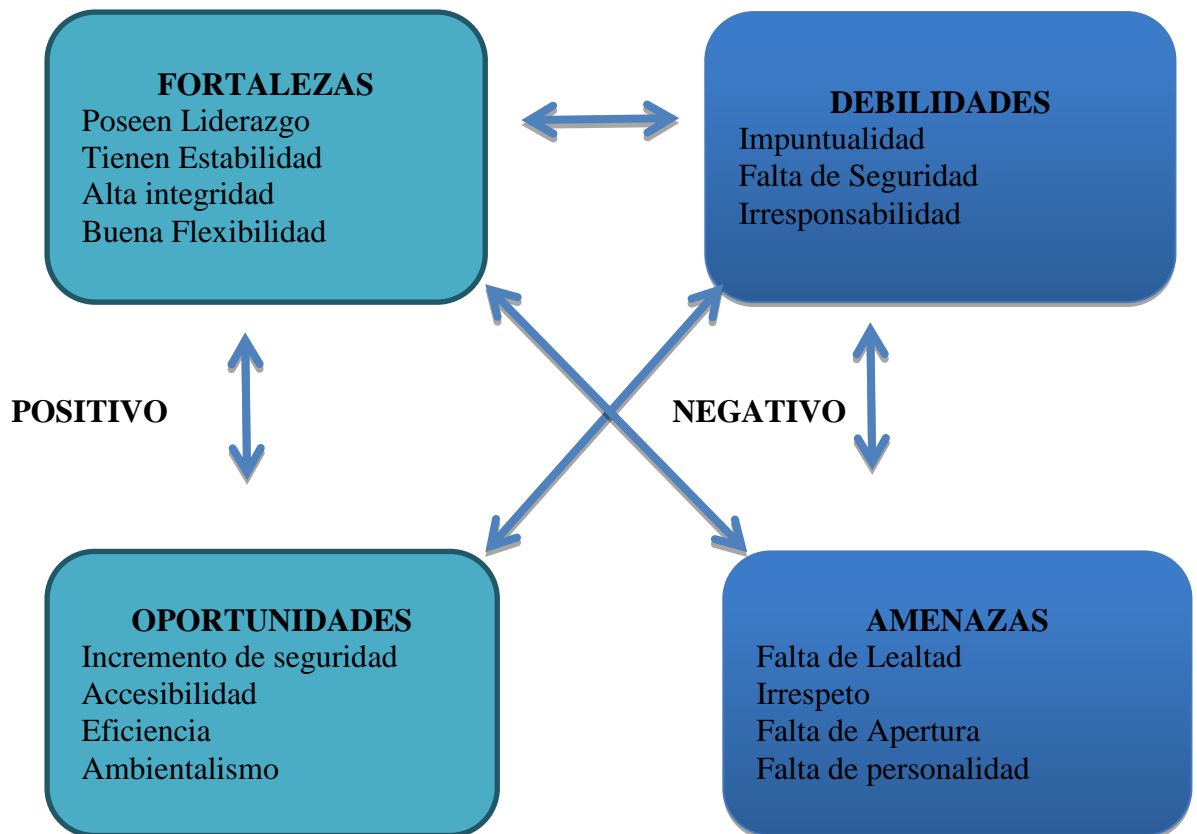 FORTALEZAS
Poseen Liderazgo
Tienen Estabilidad
Alta integridad
Buena Flexibilidad
DEBILIDADES
Impuntualidad
Falta de Seguridad
Irresponsabilidad
POSITIVO
NEGATIVO
OPORTUNIDADES
Incremento de seguridad
Accesibilidad
Eficiencia
Ambientalismo
AMENAZAS
Falta de Lealtad
Irrespeto
Falta de Apertura
Falta de personalidad